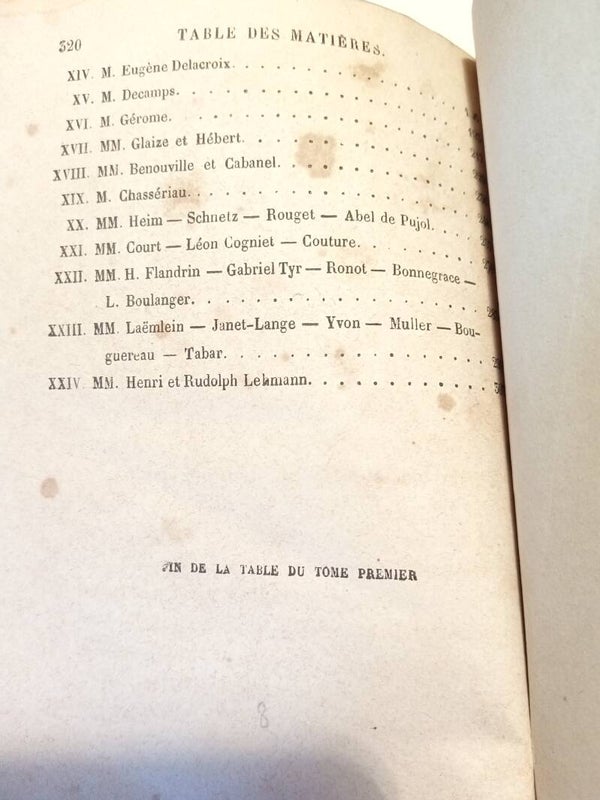 320 TABLE DES MATIÈRES.
XIV. M. Eugène Delacroix
XV. M. Decamps
XVI. M. Gérome
XVII. MM. Glaize et Hébert
XVIII. MM. Benouville et Cabanel
XIX. M. Chassériau
XX. MM. Heim — Schnetz — Rouget — Abel de Pujol
XXI. MM. Court — Léon Cogniet — Couture
XXII. MM. H. Flandrin — Gabriel Tyr — Ronot — Bonnegrace —
L. Boulanger
XXIII. MM. Laëmlein — Janet-Lange — Yvon — Muller — Bou-
guereau — Tabar
XXIV. MM. Henri et Rudolph Lehmann
FIN DE LA TABLE DU TOME PREMIER
8